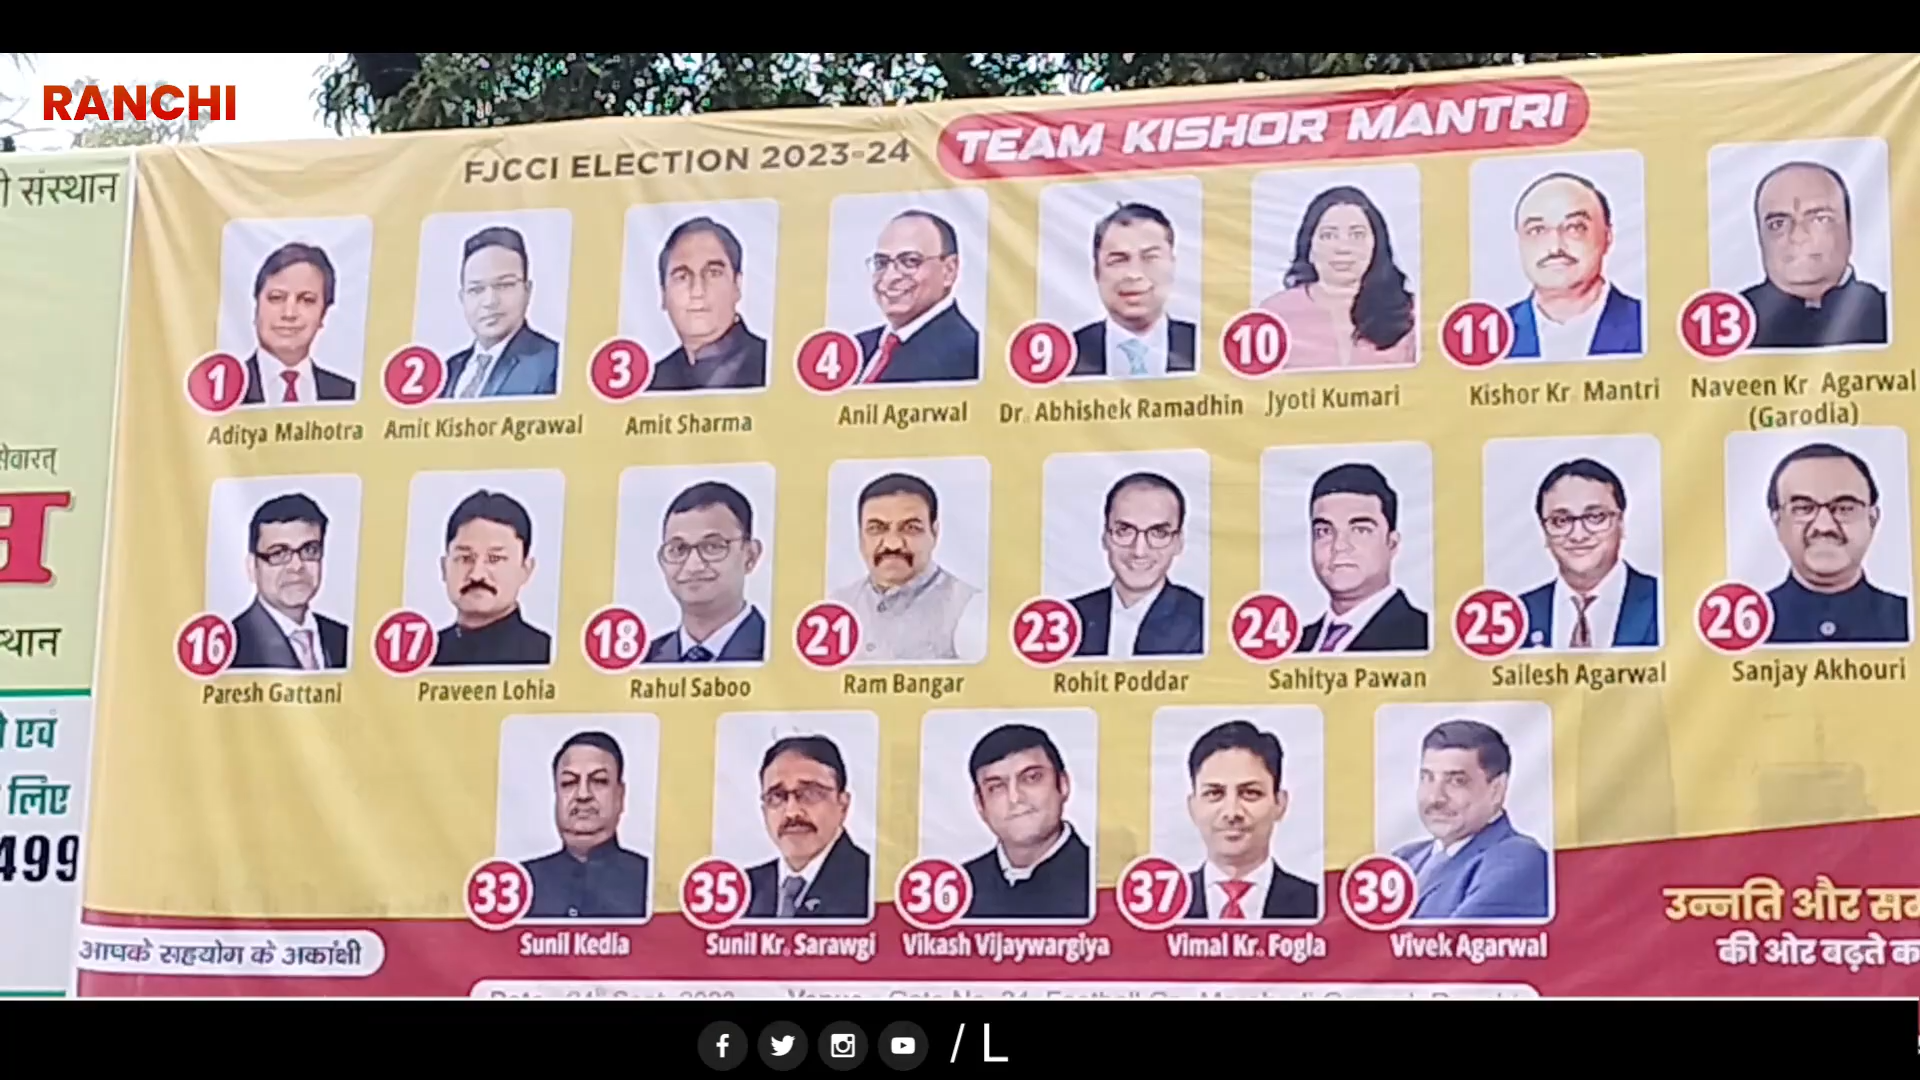 RANCHI
FJCCI ELECTION 2023-24
TEAM KISHOR MANTRI
संस्थान
1 2 3 4 9 10 11 13
Aditya Malhotra
Amit Kishor Agrawal
Amit Sharma
Anil Agarwal
Dr. Abhishek Ramadhin
Jyoti Kumari
Kishor Kr. Mantri
Naveen Kr. Agarwal
(Garodia)
सेवारत्
थान
16 17 18 21 23 24 25 26
Paresh Gattani
Praveen Lohia
Rahul Saboo
Ram Bangar
Rohit Poddar
Sahitya Pawan
Sailesh Agarwal
Sanjay Akhouri
एवं
लिए
499
33 35 36 37 39
Sunil Kedia
Sunil Kr. Sarawgi
Vikash Vijaywargiya
Vimal Kr. Fogla
Vivek Agarwal
उन्नति और
की ओर बढ़ते
आपके सहयोग के अकांक्षी
/ L